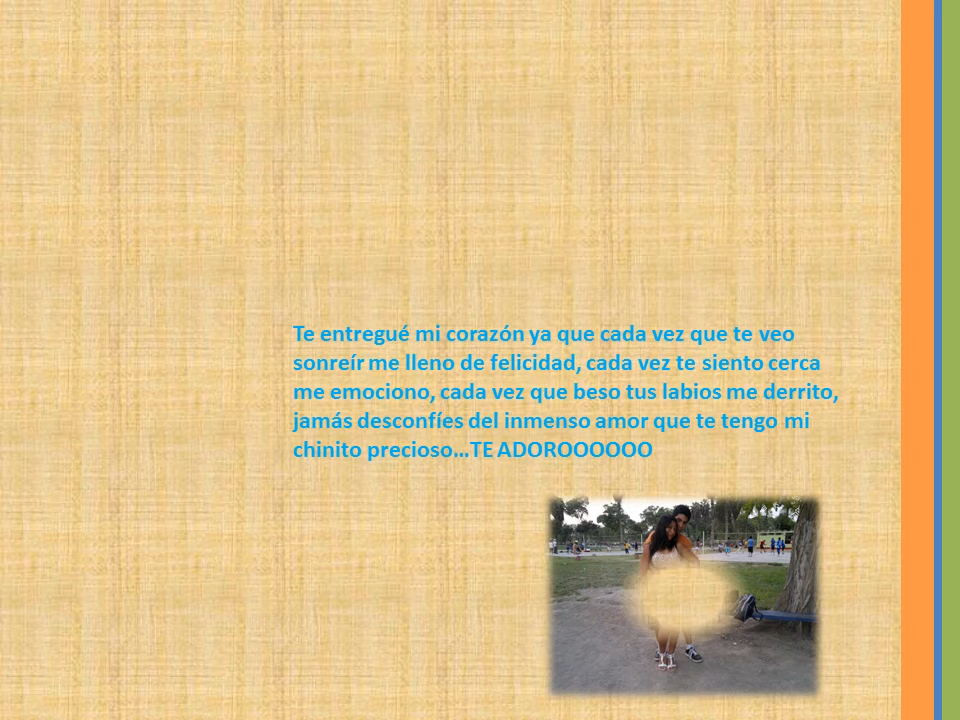 Te entregué mi corazón ya que cada vez que te veo
sonreír me lleno de felicidad, cada vez te siento cerca
me emociono, cada vez que beso tus labios me derrito,
jamás desconfíes del inmenso amor que te tengo mi
chinito precioso...TE ADOROOOOOO